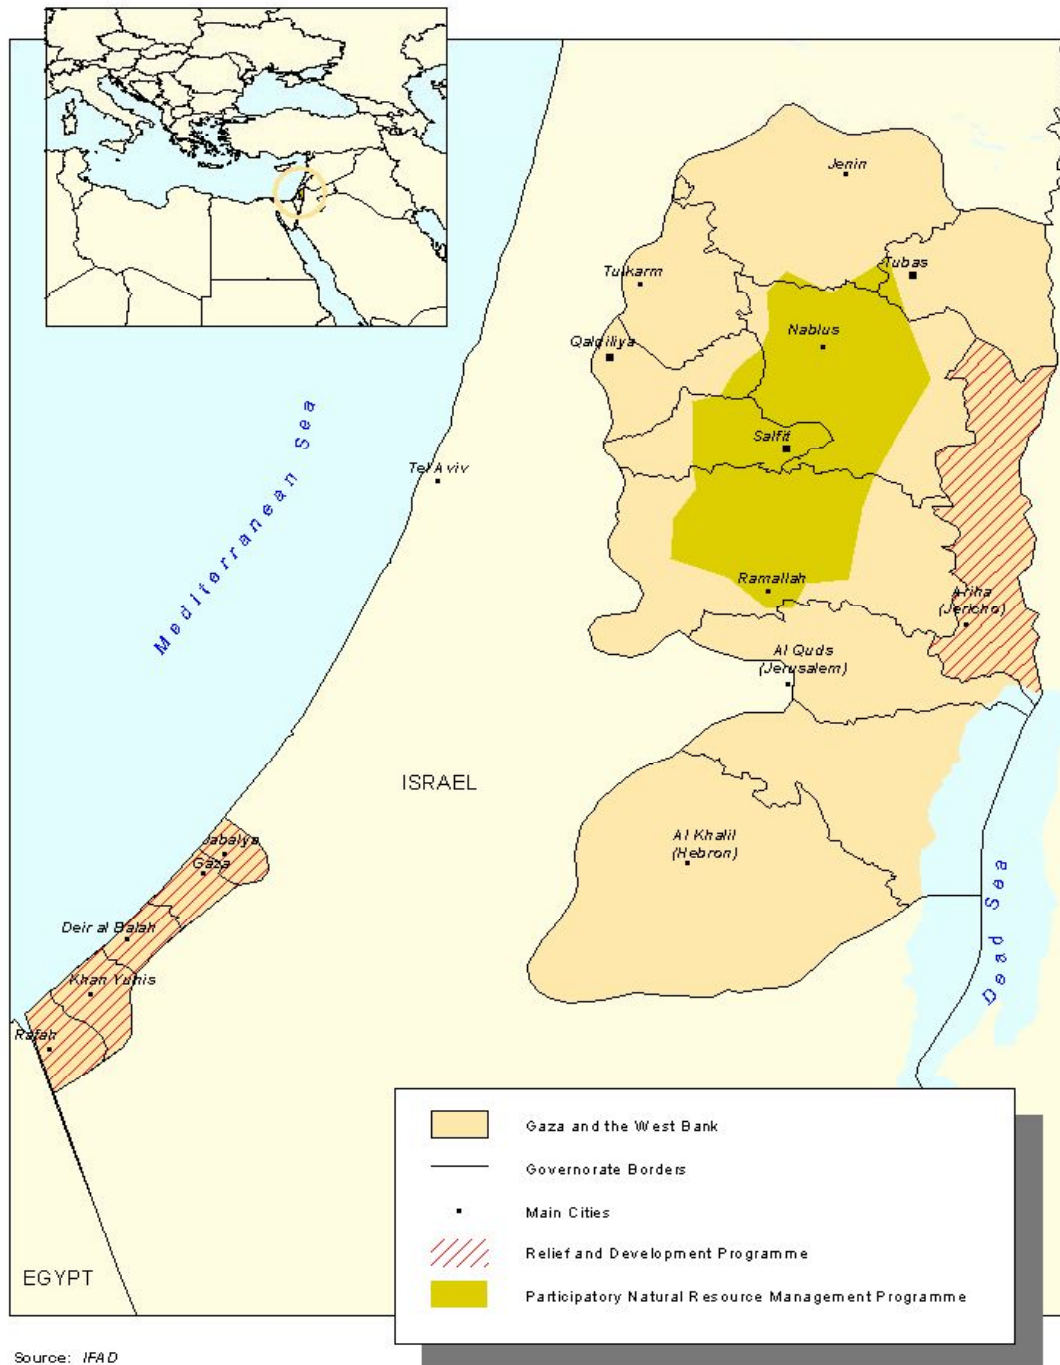 Jenin
Tubas
Tulkarm
Nablus
Qalqiliya
Salfit
Tel Aviv
Mediterranean Sea
Ramallah
Ariha
(Jericho)
Al Quds
(Jerusalem)
ISRAEL
Al Khalil
(Hebron)
Jabalya
Gaza
Dead Sea
Deir al Balah
Khan Yunis
Rafah
EGYPT
Gaza and the West Bank
Governorate Borders
Main Cities
Relief and Development Programme
Participatory Natural Resource Management Programme
Source: IFAD